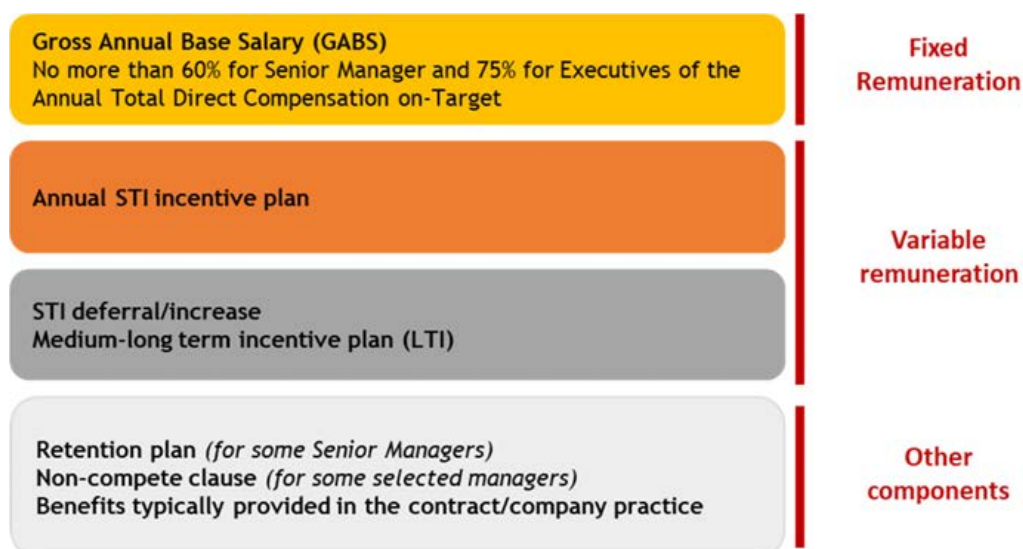 Gross Annual Base Salary (GABS)
No more than 60% for Senior Manager and 75% for Executives of the
Annual Total Direct Compensation on-Target
Fixed
Remuneration
Annual STI incentive plan
STI deferral/increase
Medium-long term incentive plan (LTI)
Variable
remuneration
Retention plan (for some Senior Managers)
Non-compete clause (for some selected managers)
Benefits typically provided in the contract/company practice
Other
components